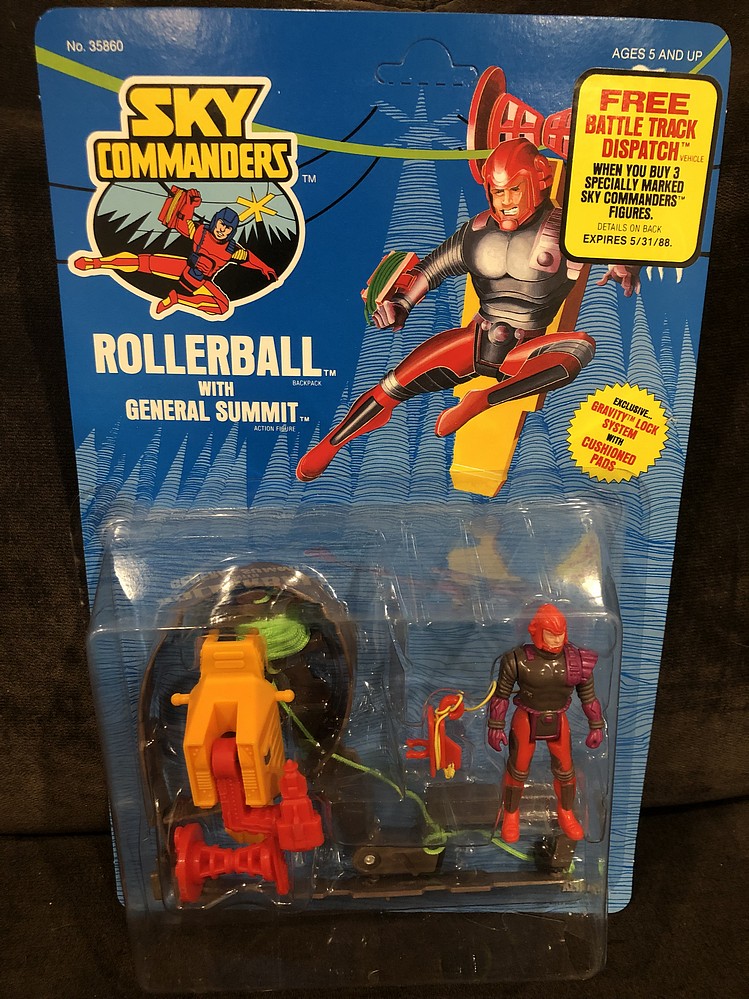 No. 35860
AGES 5 AND UP
SKY
COMMANDERS
TM
FREE
BATTLE TRACK
DISPATCH™
VEHICLE
WHEN YOU BUY 3
SPECIALLY MARKED
SKY COMMANDERS™
FIGURES.
DETAILS ON BACK
EXPIRES 5/31/88.
ROLLERBALL™
BACKPACK
WITH
GENERAL SUMMIT™
ACTION FIGURE
EXCLUSIVE...
GRAVITY™ LOCK
SYSTEM
WITH
CUSHIONED
PADS